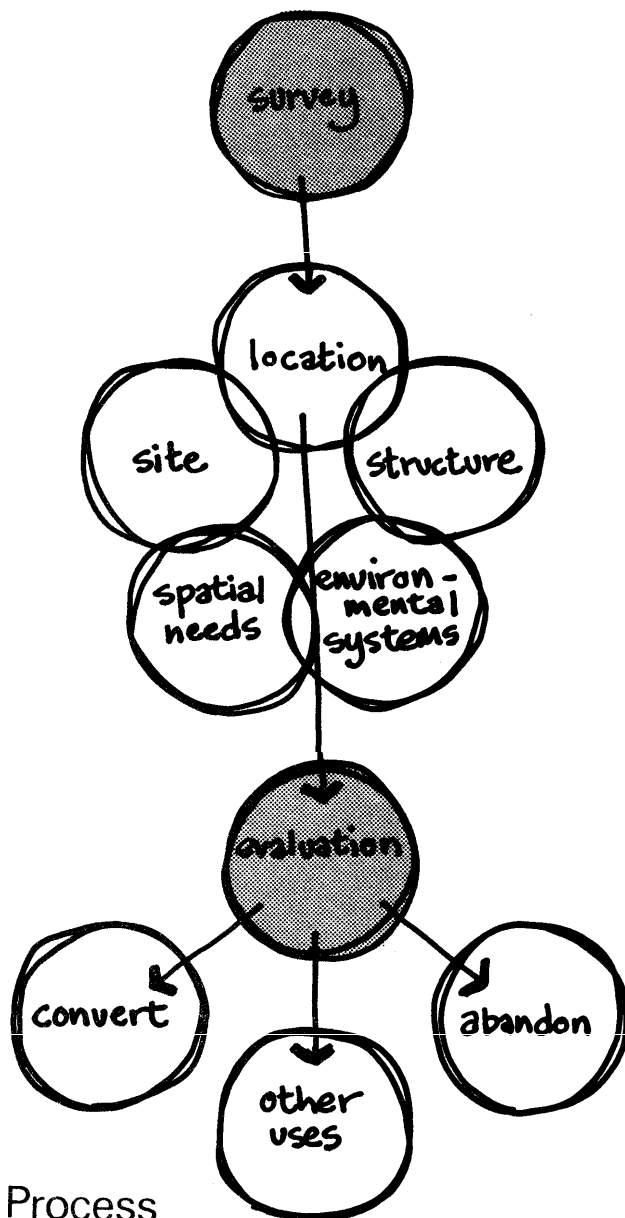 survey
location
site
structure
spatial
needs
environ-
mental
systems
evaluation
convert
abandon
other
uses
Process